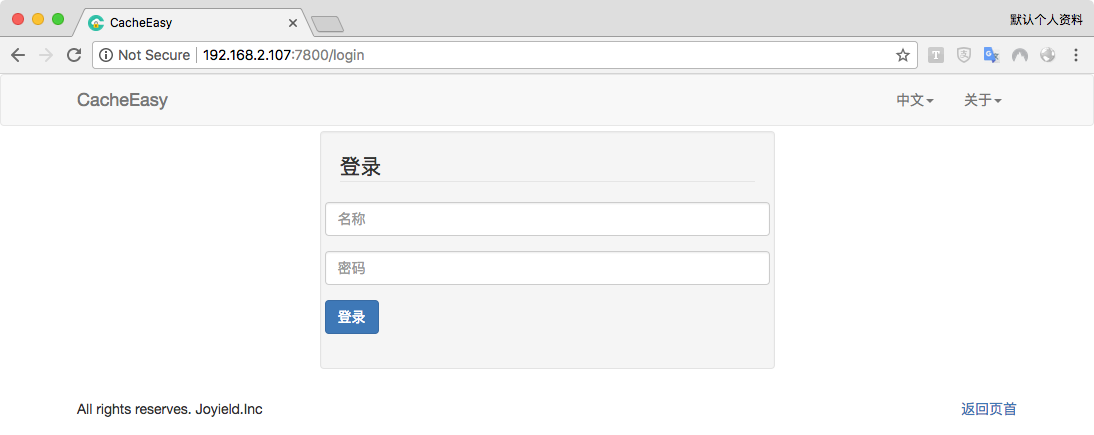 CacheEasy
默认个人资料
Not Secure 192.168.2.107:7800/login
CacheEasy 中文 关于
登录
名称
密码
登录
All rights reserves. Joyield.Inc 返回页首